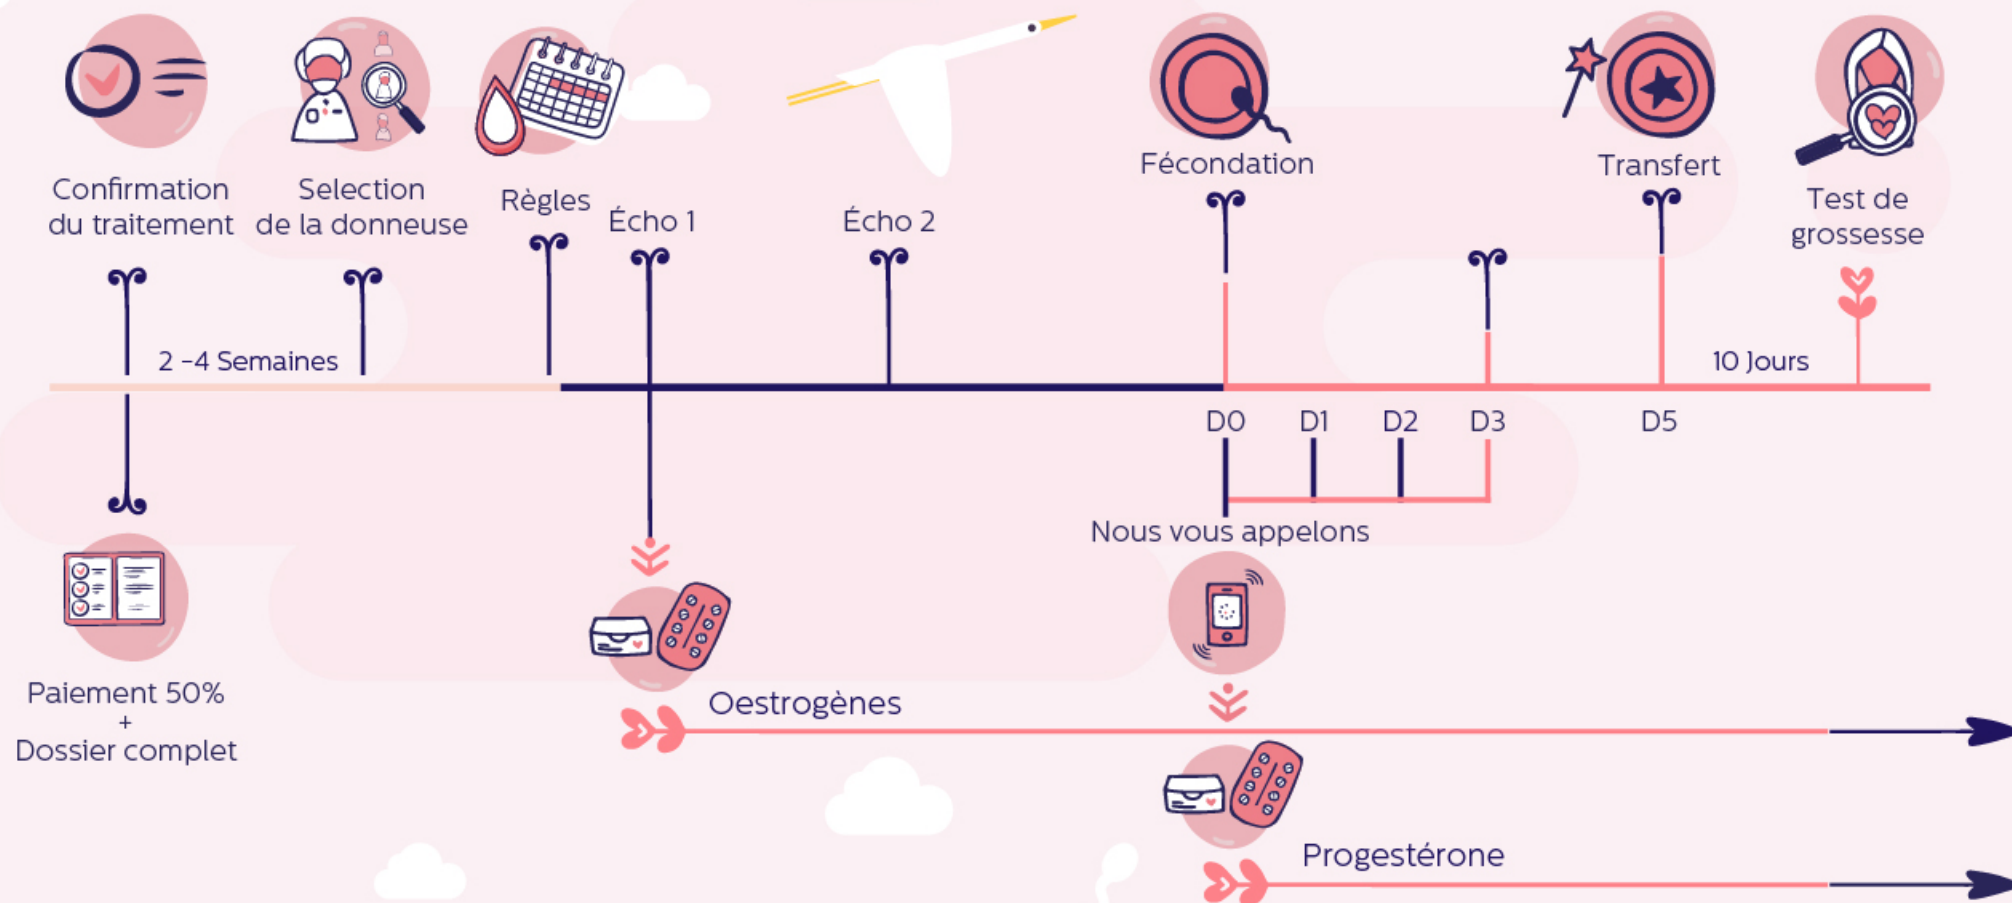 Confirmation
du traitement
Selection
de la donneuse
Règles
Écho 1
Écho 2
Fécondation
Transfert
Test de
grossesse
2 -4 Semaines
10 Jours
D0
D1
D2
D3
D5
Nous vous appelons
Paiement 50%
+
Dossier complet
Oestrogènes
Progestérone